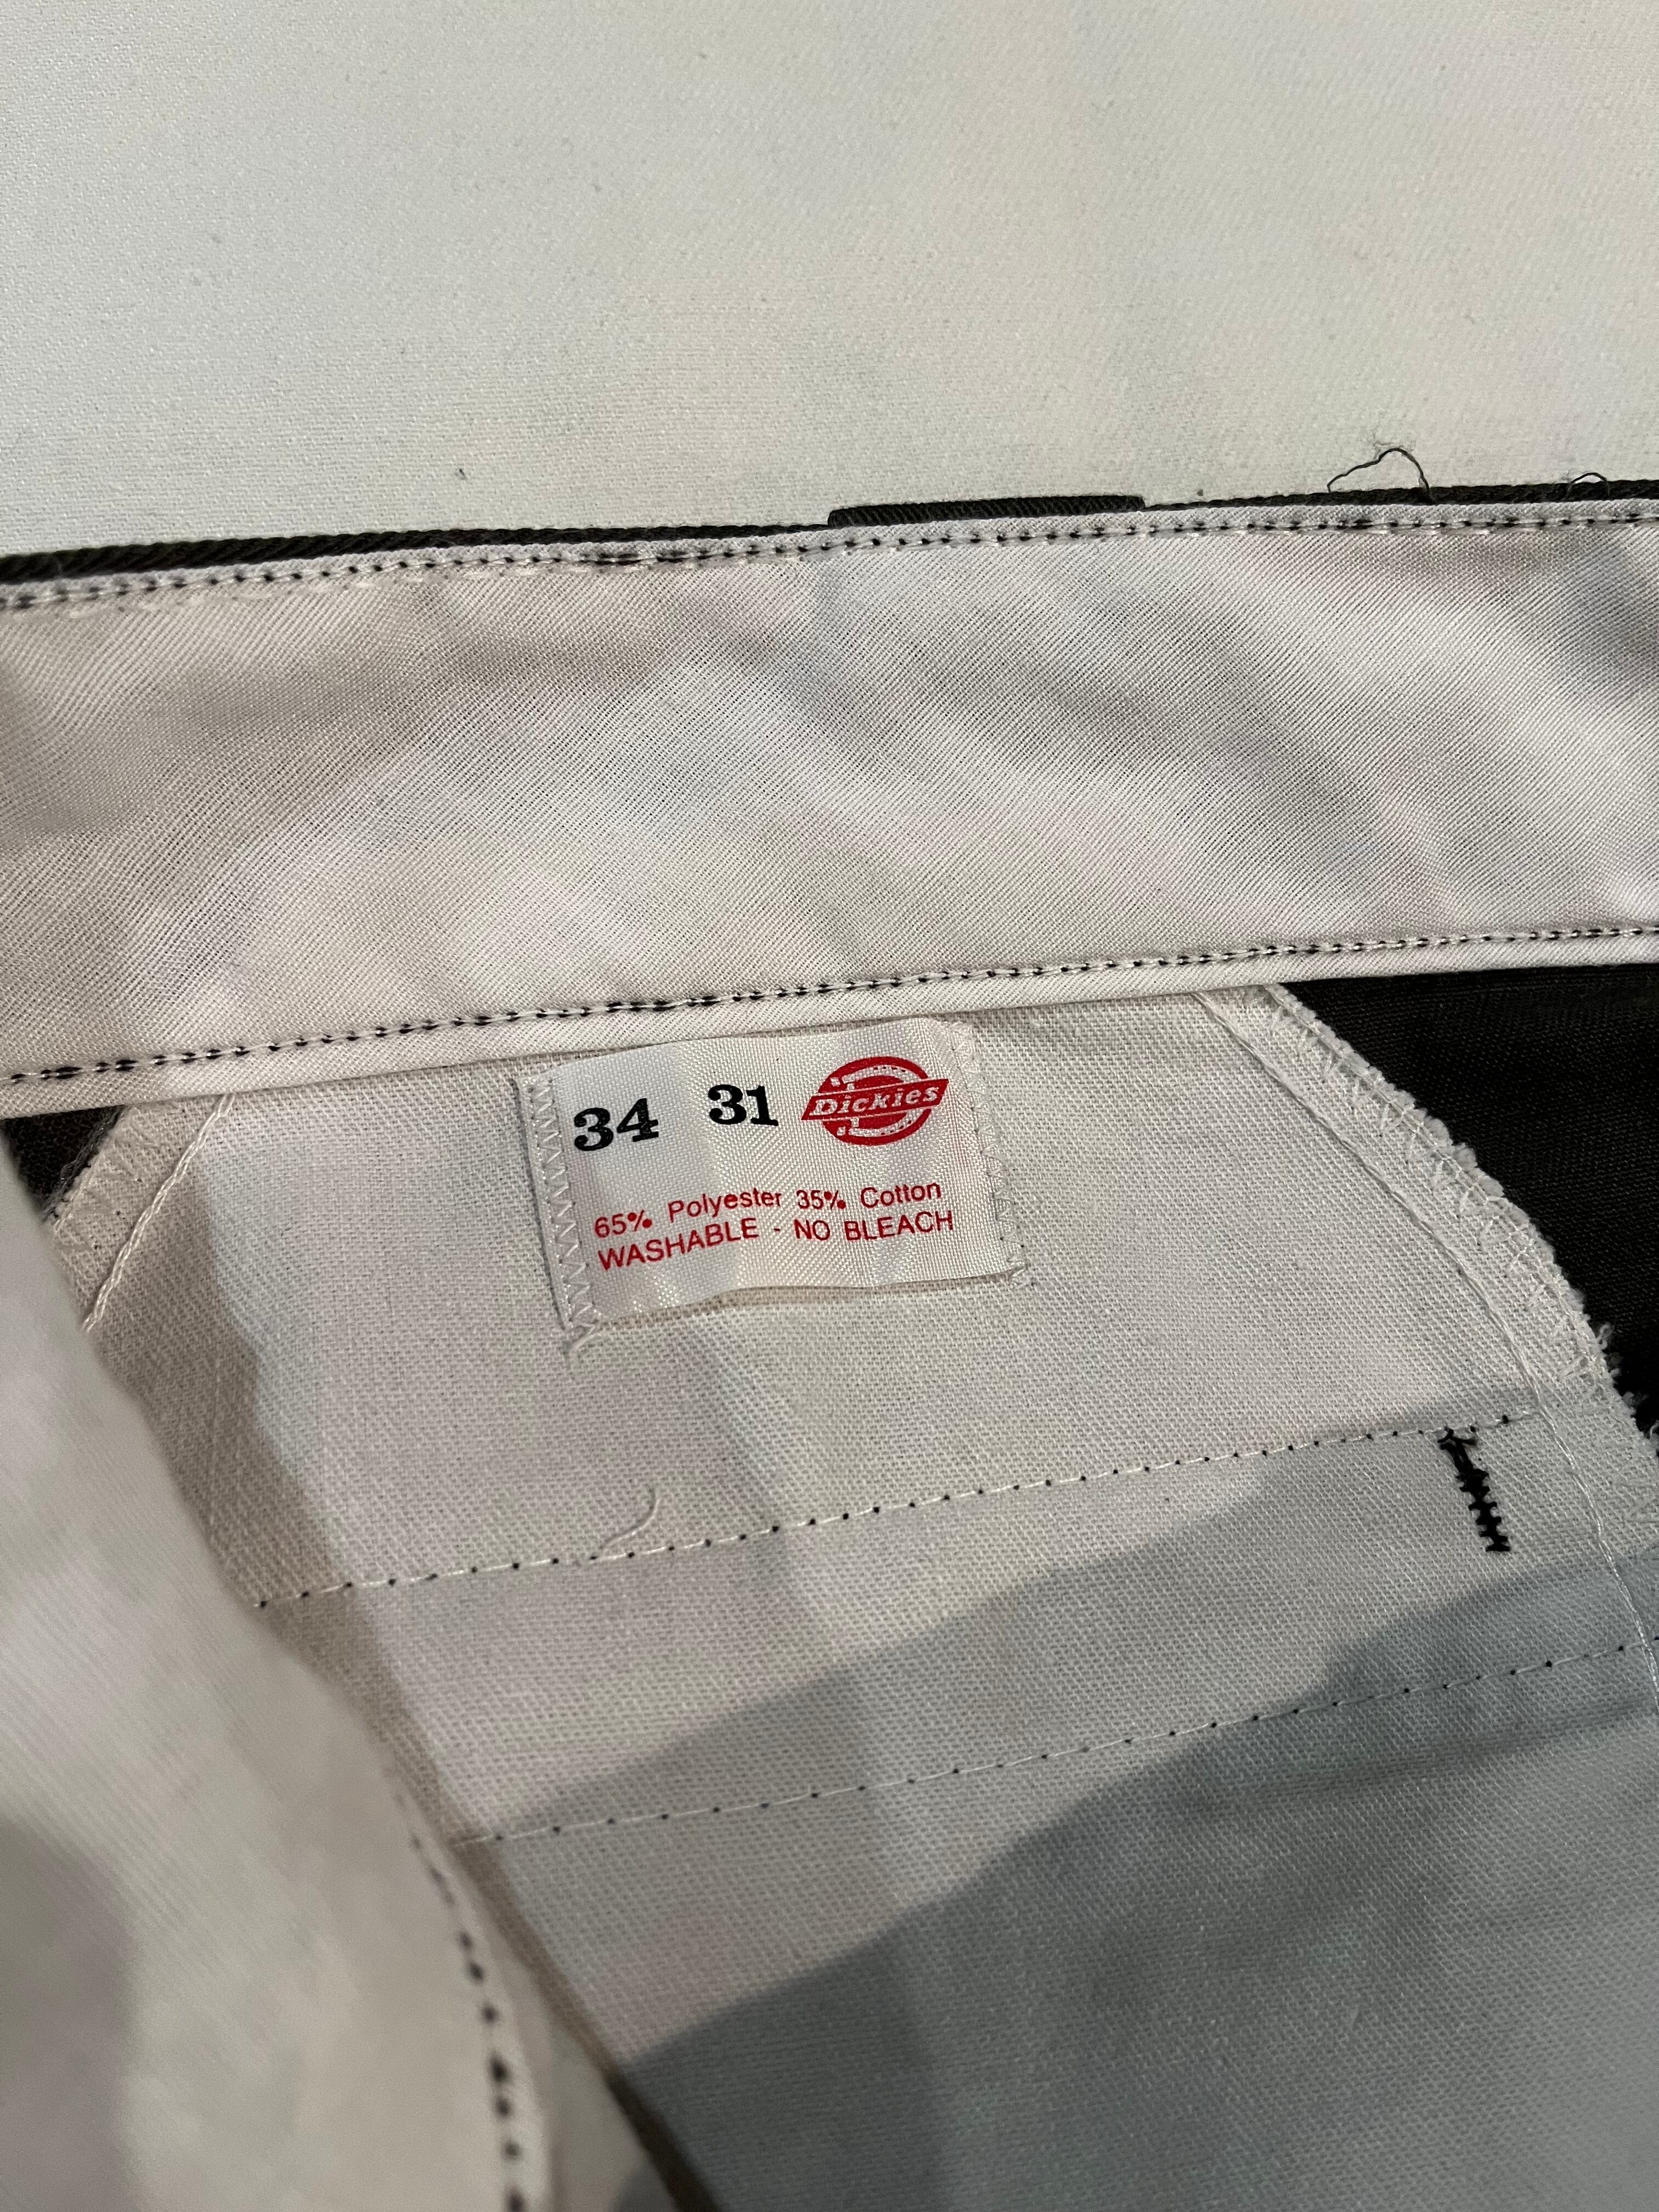 34 31 Dickies
65% Polyester 35% Cotton
WASHABLE - NO BLEACH